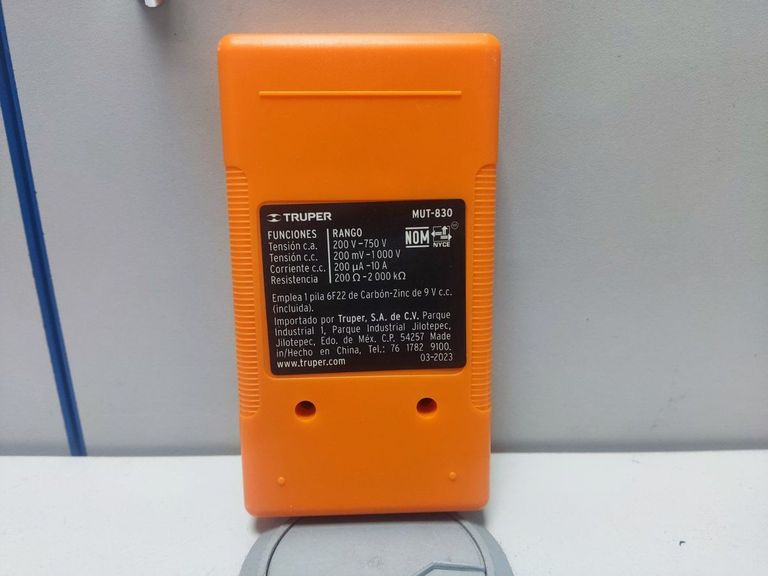 TRUPER MUT-830
FUNCIONES RANGO
Tensión c.a. 200 V-750 V
Tensión c.c. 200 mV-1 000 V
Corriente c.c. 200 µA-10 A
Resistencia 200 Ω-2 000 kΩ
NOM
NYCE
Emplea 1 pila 6F22 de Carbón-Zinc de 9 V c.c.
(incluida).
Importado por Truper, S.A. de C.V. Parque
Industrial 1, Parque Industrial Jilotepec,
Jilotepec, Edo. de Méx. C.P. 54257 Made
in/Hecho en China, Tel.: 76 1782 9100.
www.truper.com 03-2023